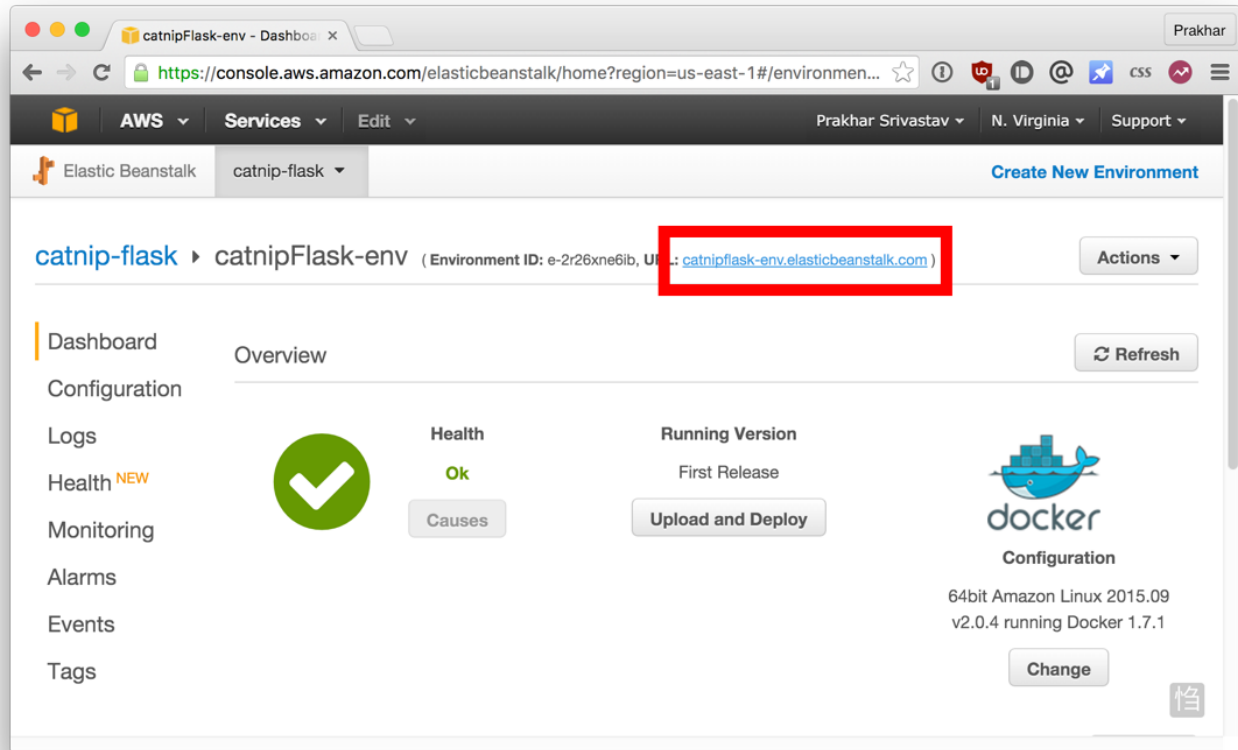 catnipFlask-env - Dashboa
Prakhar
https://console.aws.amazon.com/elasticbeanstalk/home?region=us-east-1#/environmen...
1
css
AWS Services Edit Prakhar Srivastav N. Virginia Support
Elastic Beanstalk catnip-flask Create New Environment
catnip-flask catnipFlask-env ( Environment ID: e-2r26xne6ib, URL: catnipflask-env.elasticbeanstalk.com ) Actions
Dashboard
Configuration
Logs
Health NEW
Monitoring
Alarms
Events
Tags
Overview
Refresh
Health
Ok
Causes
Running Version
First Release
Upload and Deploy
docker
Configuration
64bit Amazon Linux 2015.09
v2.0.4 running Docker 1.7.1
Change